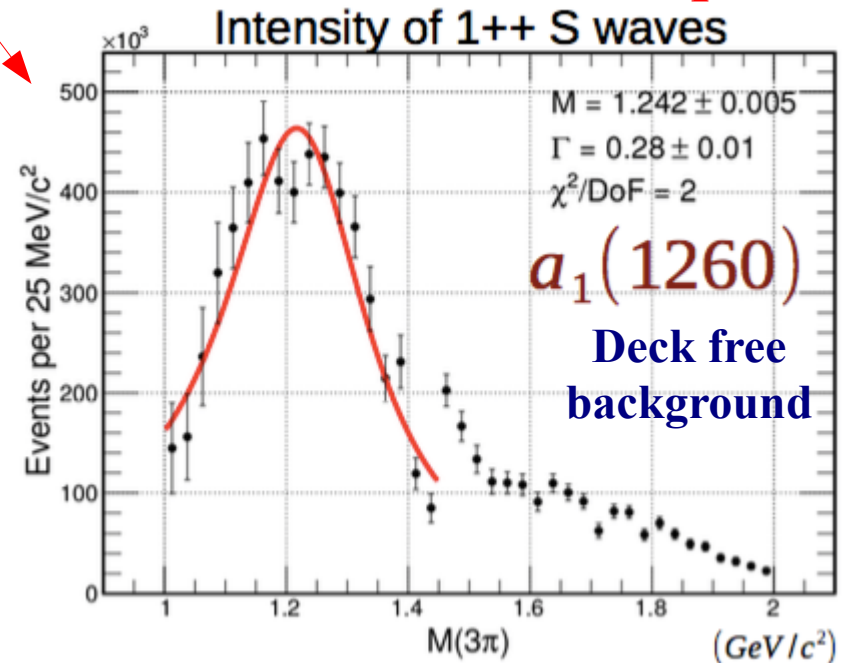 Intensity of 1++ S waves
×10³
500
400
300
200
100
0
Events per 25 MeV/c²
M = 1.242 ± 0.005
Γ = 0.28 ± 0.01
χ²/DoF = 2
a₁(1260)
Deck free
background
1 1.2 1.4 1.6 1.8 2
M(3π) (GeV/c²)